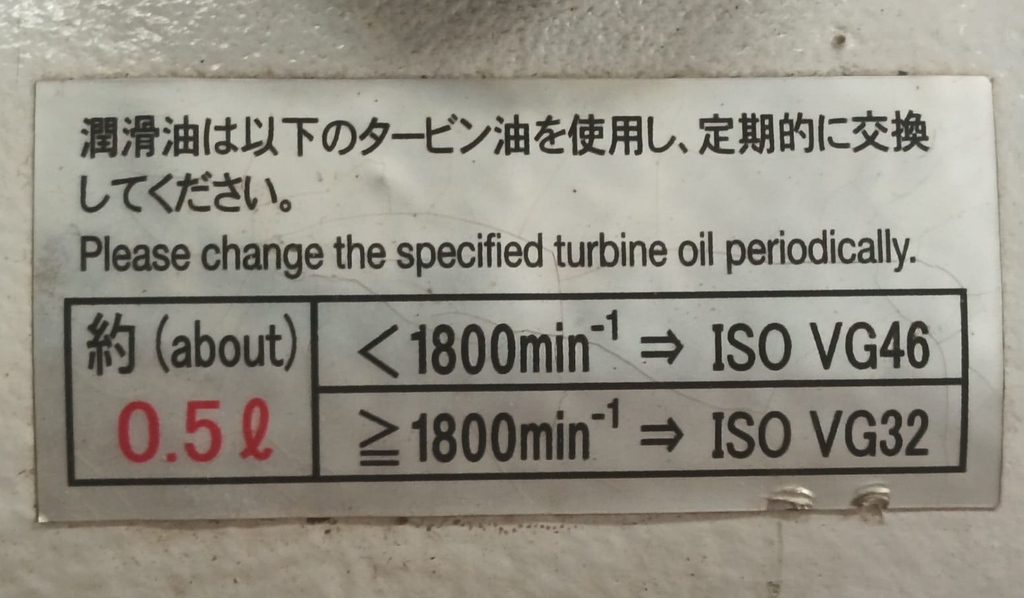 潤滑油は以下のタービン油を使用し、定期的に交換
してください。
Please change the specified turbine oil periodically.
約 (about)
0.5ℓ
<1800min⁻¹ ⇒ ISO VG46
≧1800min⁻¹ ⇒ ISO VG32